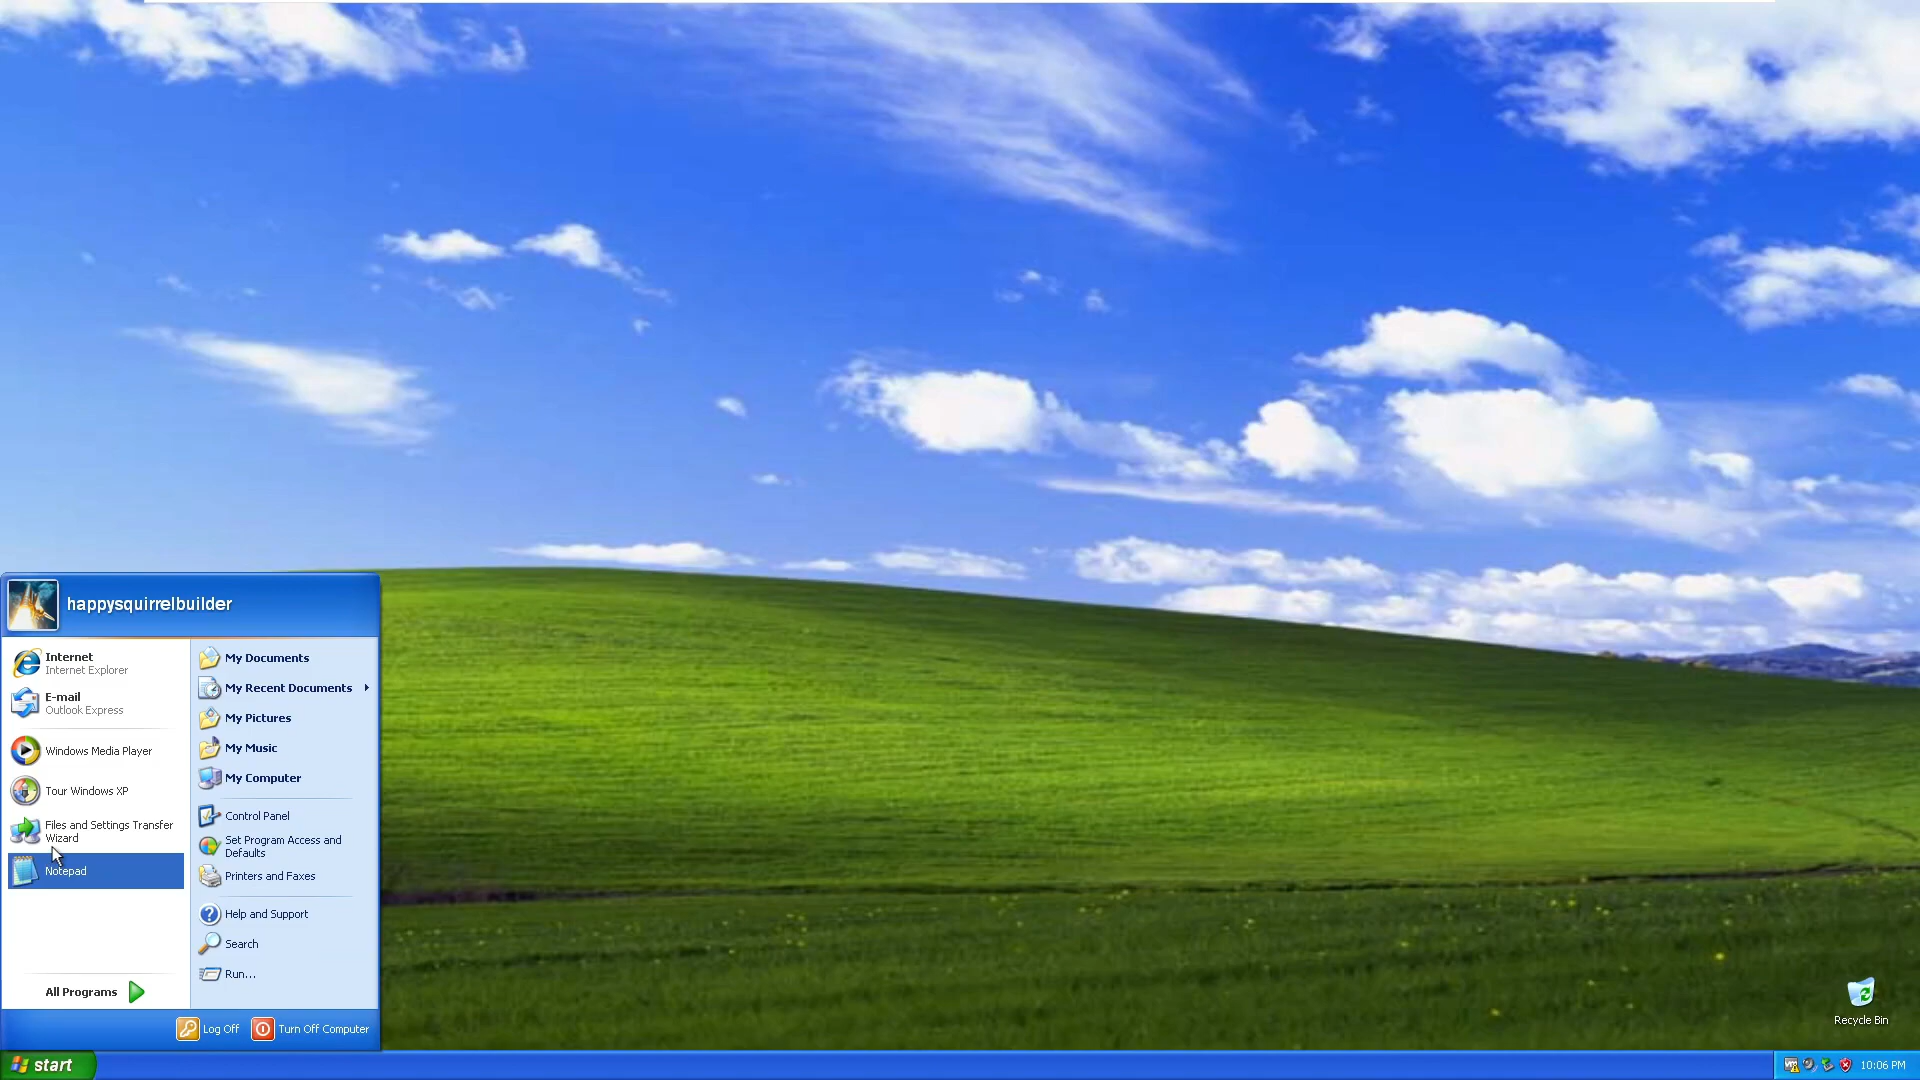 happysquirrelbuilder
Internet
Internet Explorer
E-mail
Outlook Express
Windows Media Player
Tour Windows XP
Files and Settings Transfer
Wizard
Notepad
All Programs
My Documents
My Recent Documents
My Pictures
My Music
My Computer
Control Panel
Set Program Access and
Defaults
Printers and Faxes
Help and Support
Search
Run...
Log Off
Turn Off Computer
Recycle Bin
start
10:06 PM